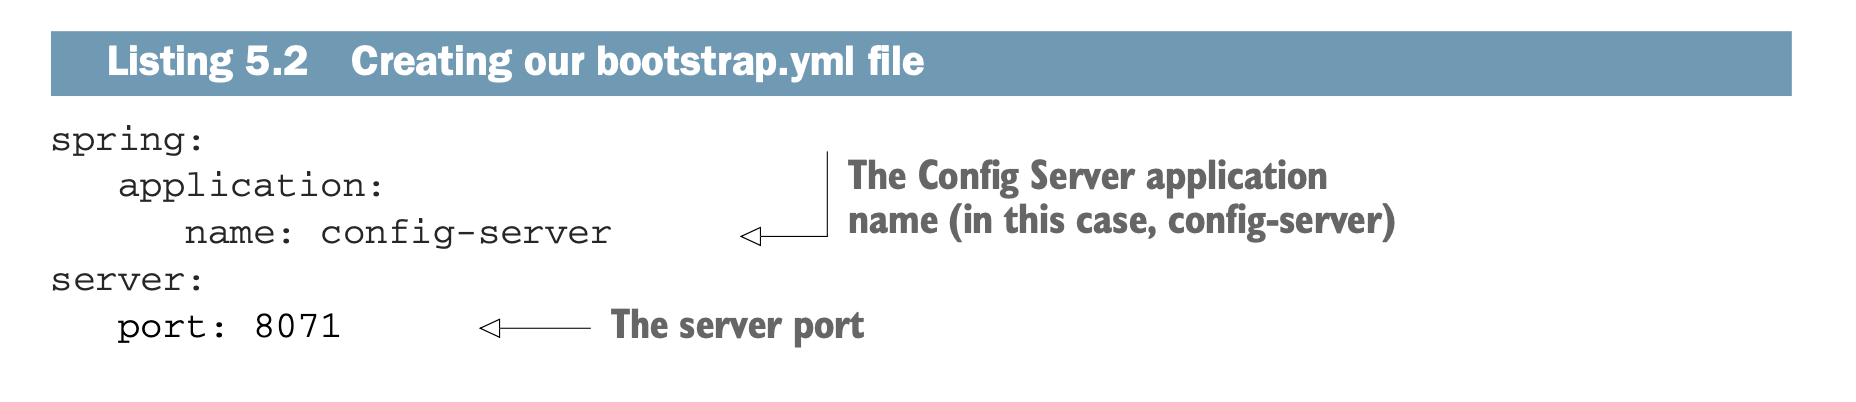 Listing 5.2 Creating our bootstrap.yml file
spring:
application:
name: config-server
The Config Server application
name (in this case, config-server)
server:
port: 8071
The server port